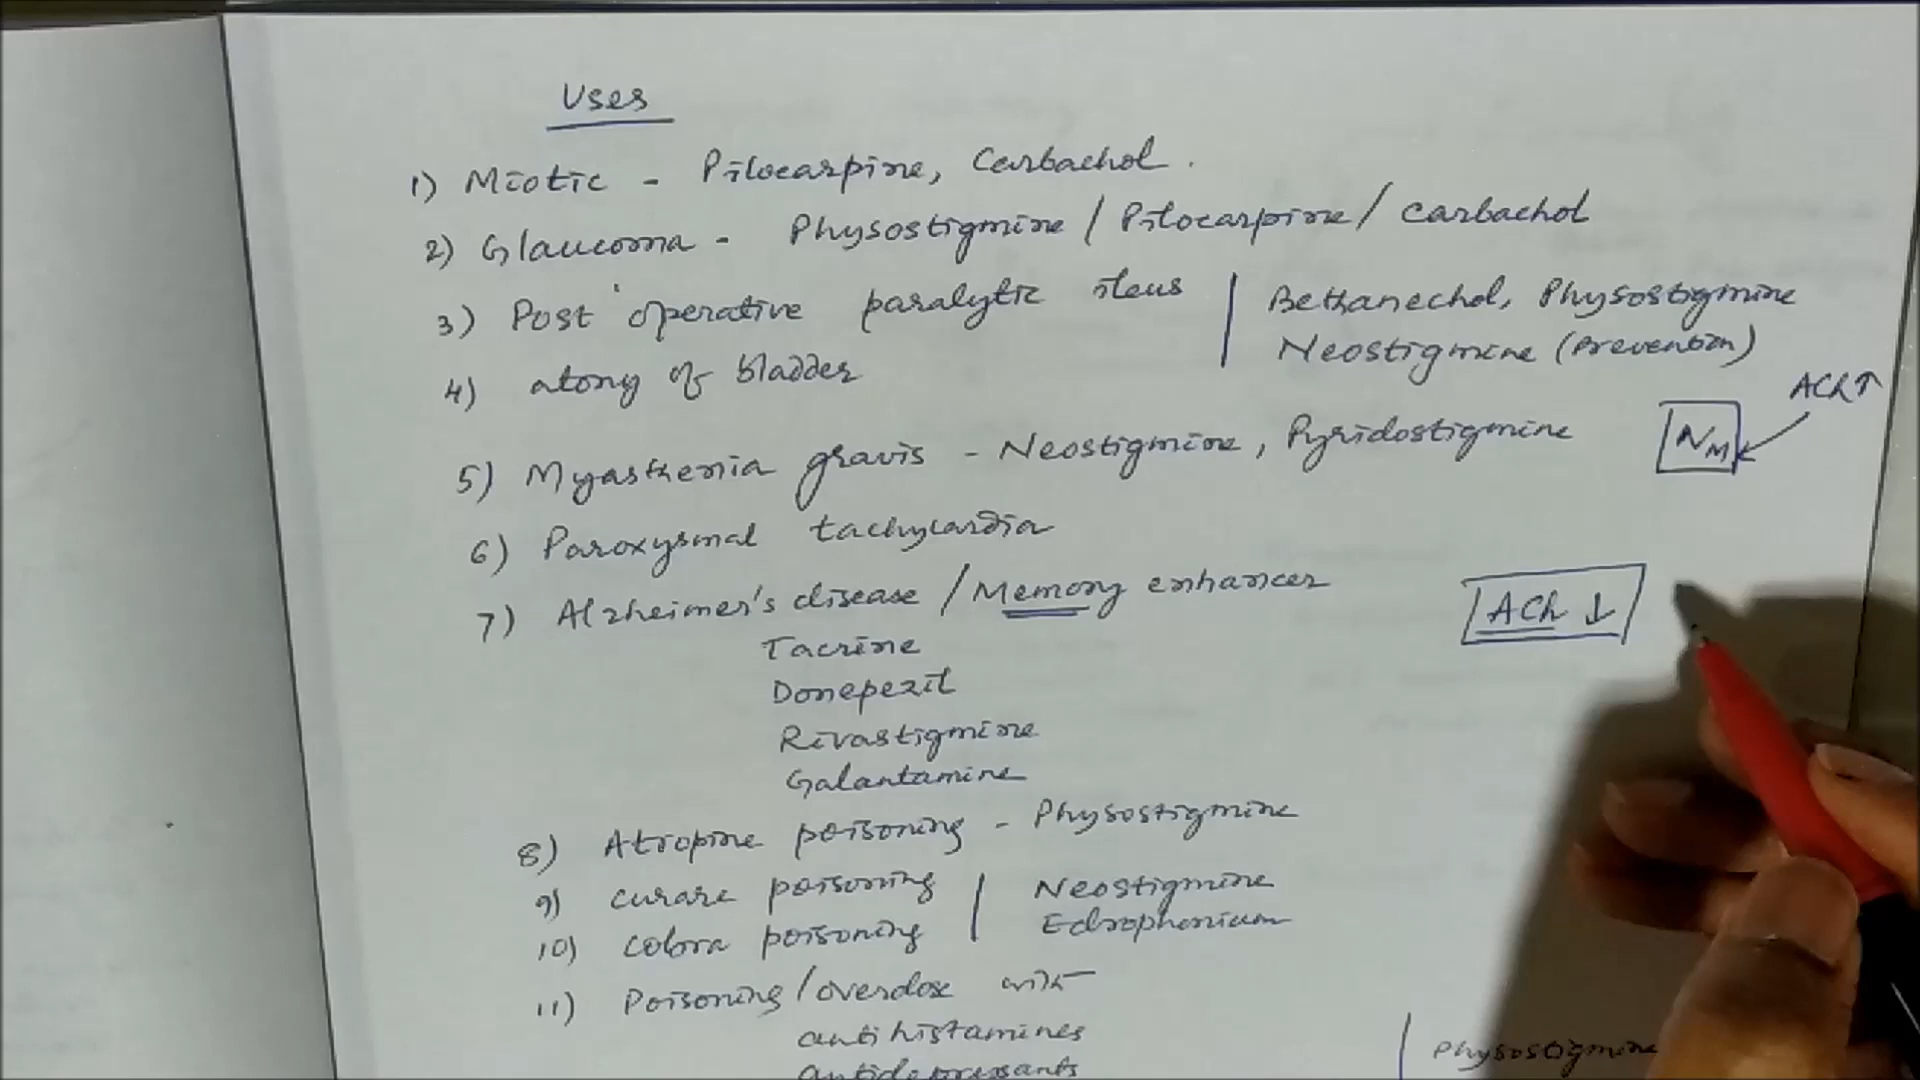 Uses
1) Miotic - Pilocarpine, Carbachol.
2) Glaucoma - Physostigmine / Pilocarpine / Carbachol
3) Post operative paralytic ileus | Bethanechol, Physostigmine
4) atony of bladder | Neostigmine (Prevention)
ACh↑
5) Myasthenia gravis - Neostigmine, Pyridostigmine NM
6) Paroxysmal tachycardia
7) Alzheimer's disease / Memory enhancer ACh ↓
Tacrine
Donepezil
Rivastigmine
Galantamine
8) Atropine poisoning - Physostigmine
9) Curare poisoning | Neostigmine
10) Cobra poisoning | Edrophonium
11) Poisoning / overdose with
antihistamines
Antidepressants | Physostigmine